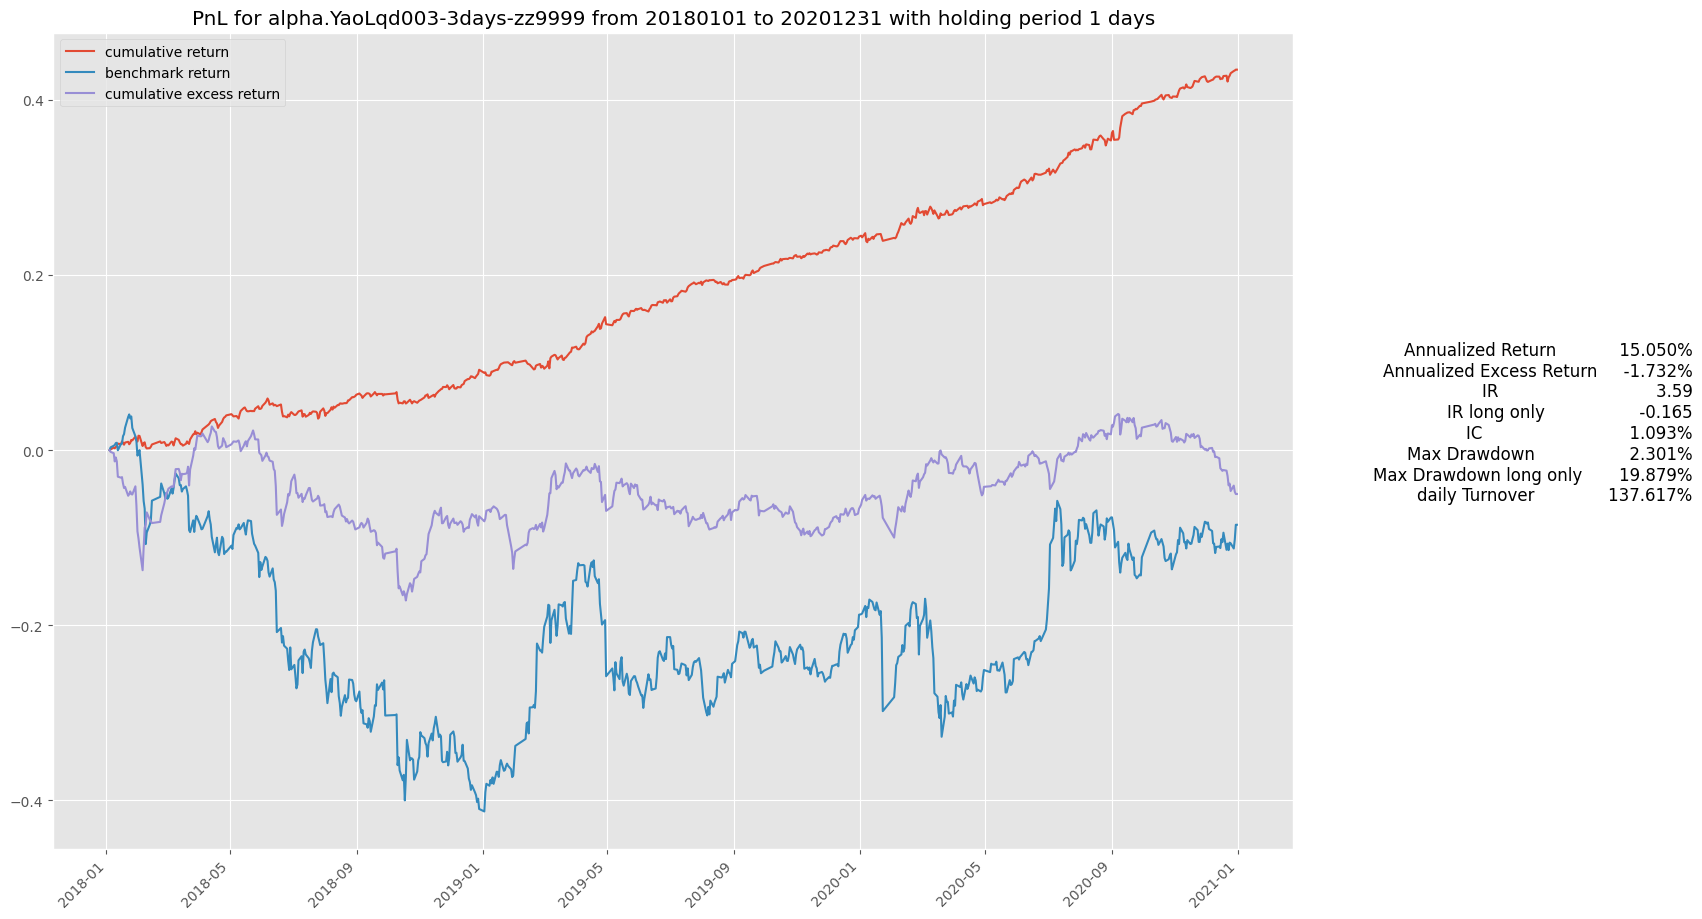 PnL for alpha.YaoLqd003-3days-zz9999 from 20180101 to 20201231 with holding period 1 days
cumulative return
benchmark return
cumulative excess return
0.4
0.2
0.0
−0.2
−0.4
2018-01
2018-05
2018-09
2019-01
2019-05
2019-09
2020-01
2020-05
2020-09
2021-01
Annualized Return 15.050%
Annualized Excess Return -1.732%
IR 3.59
IR long only -0.165
IC 1.093%
Max Drawdown 2.301%
Max Drawdown long only 19.879%
daily Turnover 137.617%